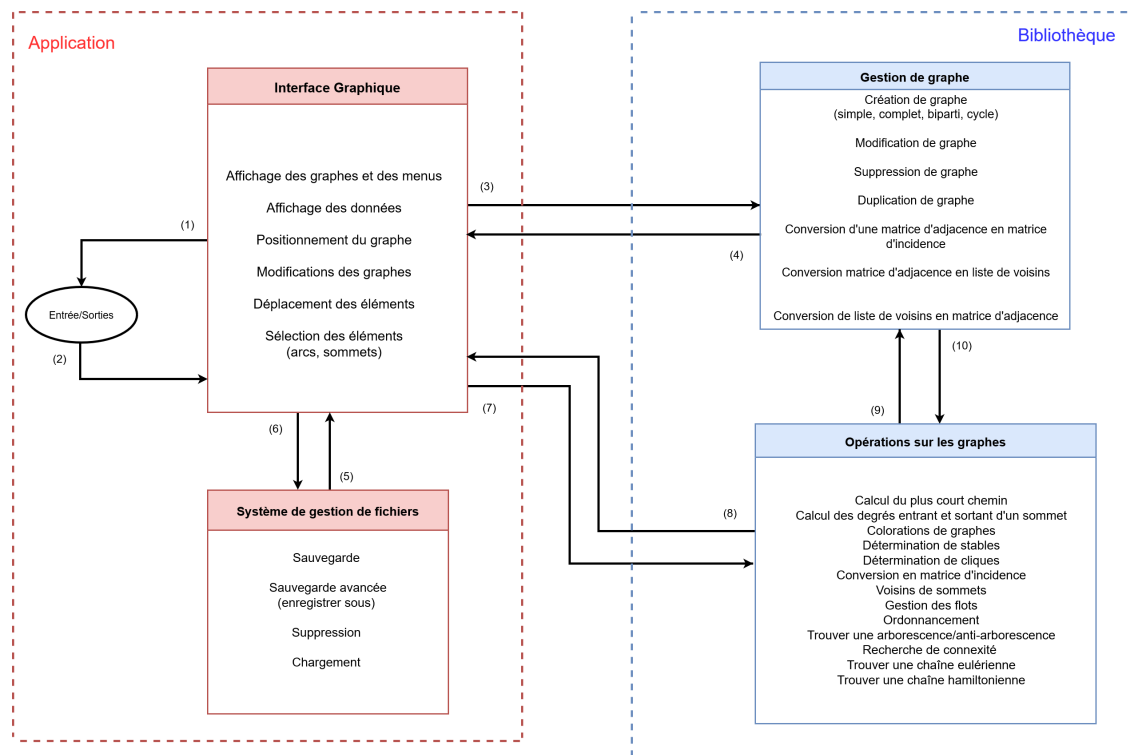 Application
Interface Graphique
Affichage des graphes et des menus
Affichage des données
Positionnement du graphe
Modifications des graphes
Déplacement des éléments
Sélection des éléments
(arcs, sommets)
(1)
Entrée/Sorties
(2)
(3)
(4)
(6)
(5)
(7)
(8)
Système de gestion de fichiers
Sauvegarde
Sauvegarde avancée
(enregistrer sous)
Suppression
Chargement
Bibliothèque
Gestion de graphe
Création de graphe
(simple, complet, biparti, cycle)
Modification de graphe
Suppression de graphe
Duplication de graphe
Conversion d'une matrice d'adjacence en matrice
d'incidence
Conversion matrice d'adjacence en liste de voisins
Conversion de liste de voisins en matrice d'adjacence
(10)
(9)
Opérations sur les graphes
Calcul du plus court chemin
Calcul des degrés entrant et sortant d'un sommet
Colorations de graphes
Détermination de stables
Détermination de cliques
Conversion en matrice d'incidence
Voisins de sommets
Gestion des flots
Ordonnancement
Trouver une arborescence/anti-arborescence
Recherche de connexité
Trouver une chaîne eulérienne
Trouver une chaîne hamiltonienne